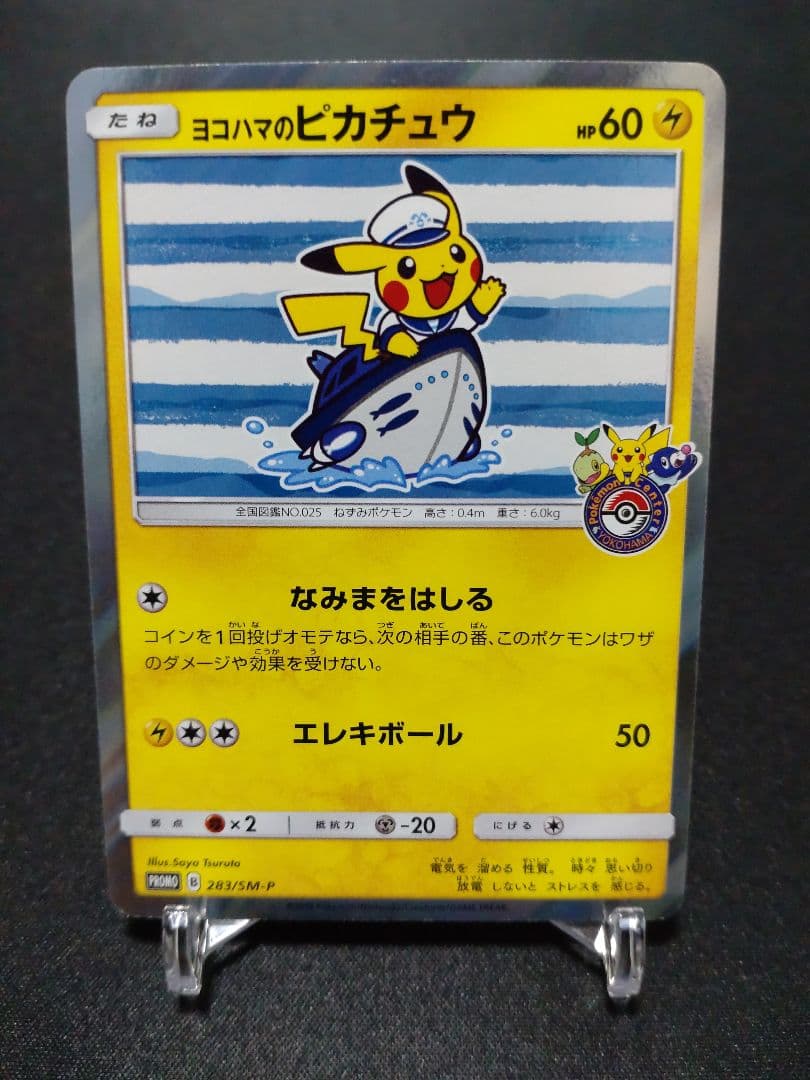 たね
ヨコハマのピカチュウ
HP60
全国図鑑NO.025 ねずみポケモン 高さ:0.4m 重さ:6.0kg
Pokémon Center
YOKOHAMA
なみまをはしる
コインを1回投げオモテなら、次の相手の番、このポケモンはワザ
のダメージや効果を受けない。
エレキボール 50
弱点 ×2 抵抗力 -20 にげる
Illus.Saya Tsuruta
電気を 溜める 性質。 時々 思い切り
放電 しないと ストレスを 感じる。
PROMO B 283/SM-P